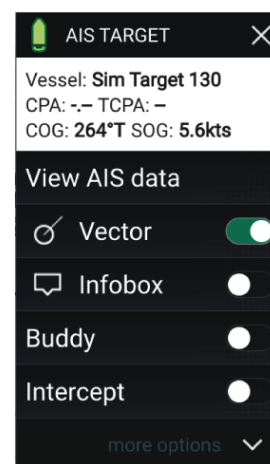 AIS TARGET
Vessel: Sim Target 130
CPA: -.– TCPA: –
COG: 264°T SOG: 5.6kts
View AIS data
Vector
Infobox
Buddy
Intercept
more options